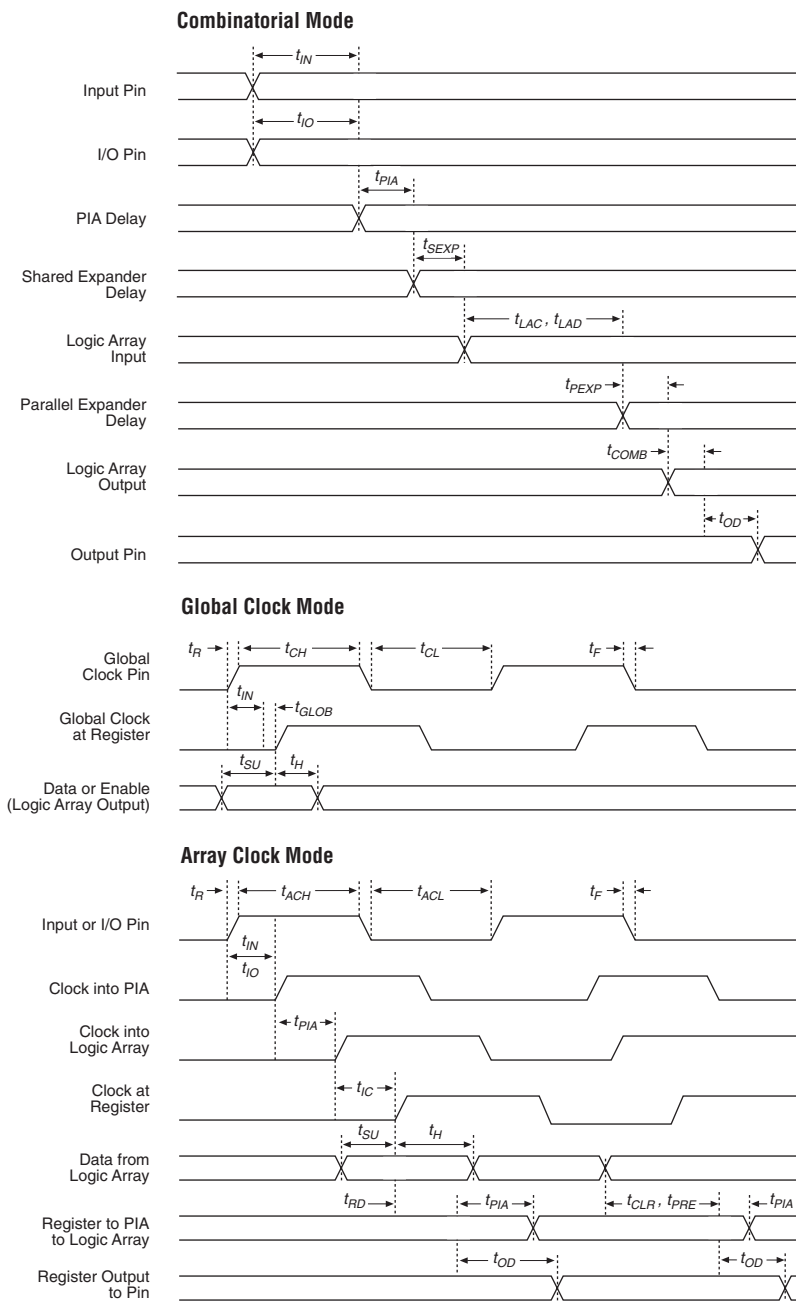 Combinatorial Mode
tIN
Input Pin
tIO
I/O Pin
tPIA
PIA Delay
tSEXP
Shared Expander
Delay
tLAC , tLAD
Logic Array
Input
tPEXP
Parallel Expander
Delay
tCOMB
Logic Array
Output
tOD
Output Pin
Global Clock Mode
tR tCH tCL tF
Global
Clock Pin
tIN
tGLOB
Global Clock
at Register
tSU tH
Data or Enable
(Logic Array Output)
Array Clock Mode
tR tACH tACL tF
Input or I/O Pin
tIN
tIO
Clock into PIA
tPIA
Clock into
Logic Array
tIC
Clock at
Register
tSU tH
Data from
Logic Array
tRD tPIA tCLR , tPRE tPIA
Register to PIA
to Logic Array
tOD tOD
Register Output
to Pin